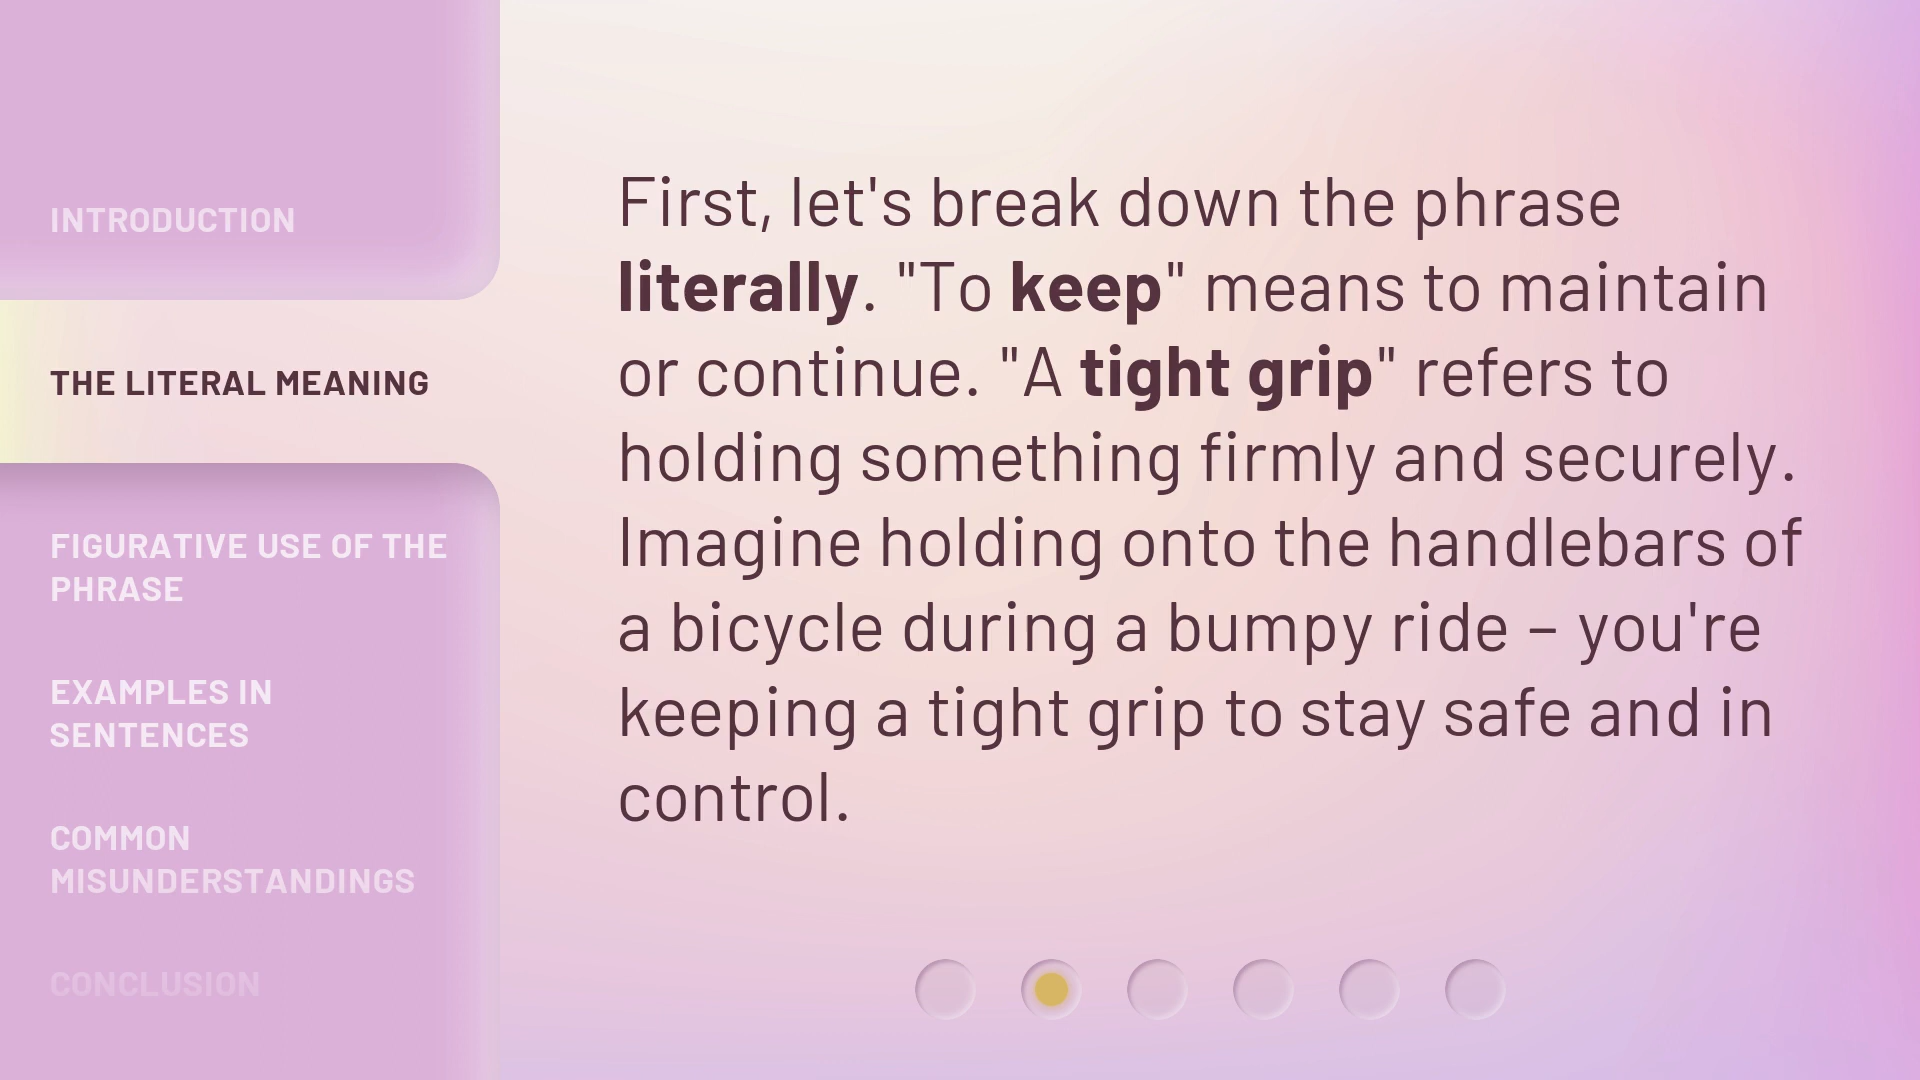 INTRODUCTION
THE LITERAL MEANING
FIGURATIVE USE OF THE
PHRASE
EXAMPLES IN
SENTENCES
COMMON
MISUNDERSTANDINGS
CONCLUSION
First, let's break down the phrase
literally. "To keep" means to maintain
or continue. "A tight grip" refers to
holding something firmly and securely.
Imagine holding onto the handlebars of
a bicycle during a bumpy ride – you're
keeping a tight grip to stay safe and in
control.